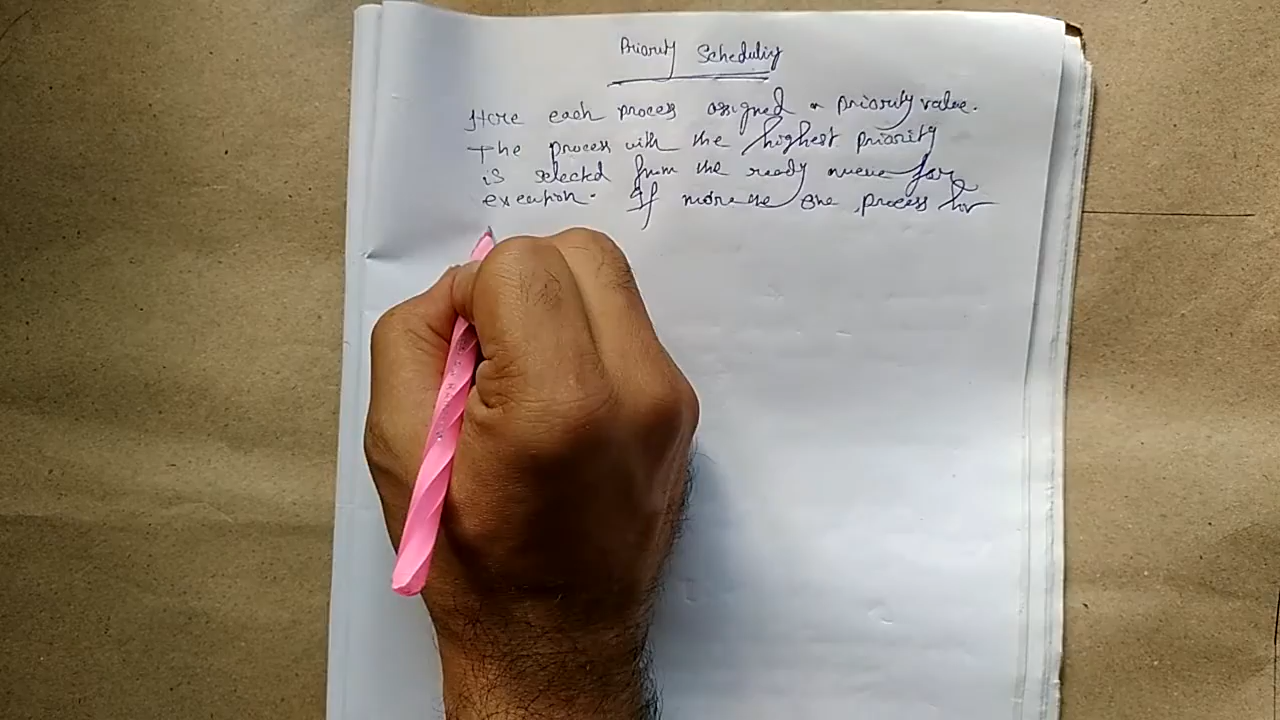 Priority Scheduling
Here each process assigned a priority value.
The process with the highest priority
is selected from the ready queue for
execution. If more the one process for